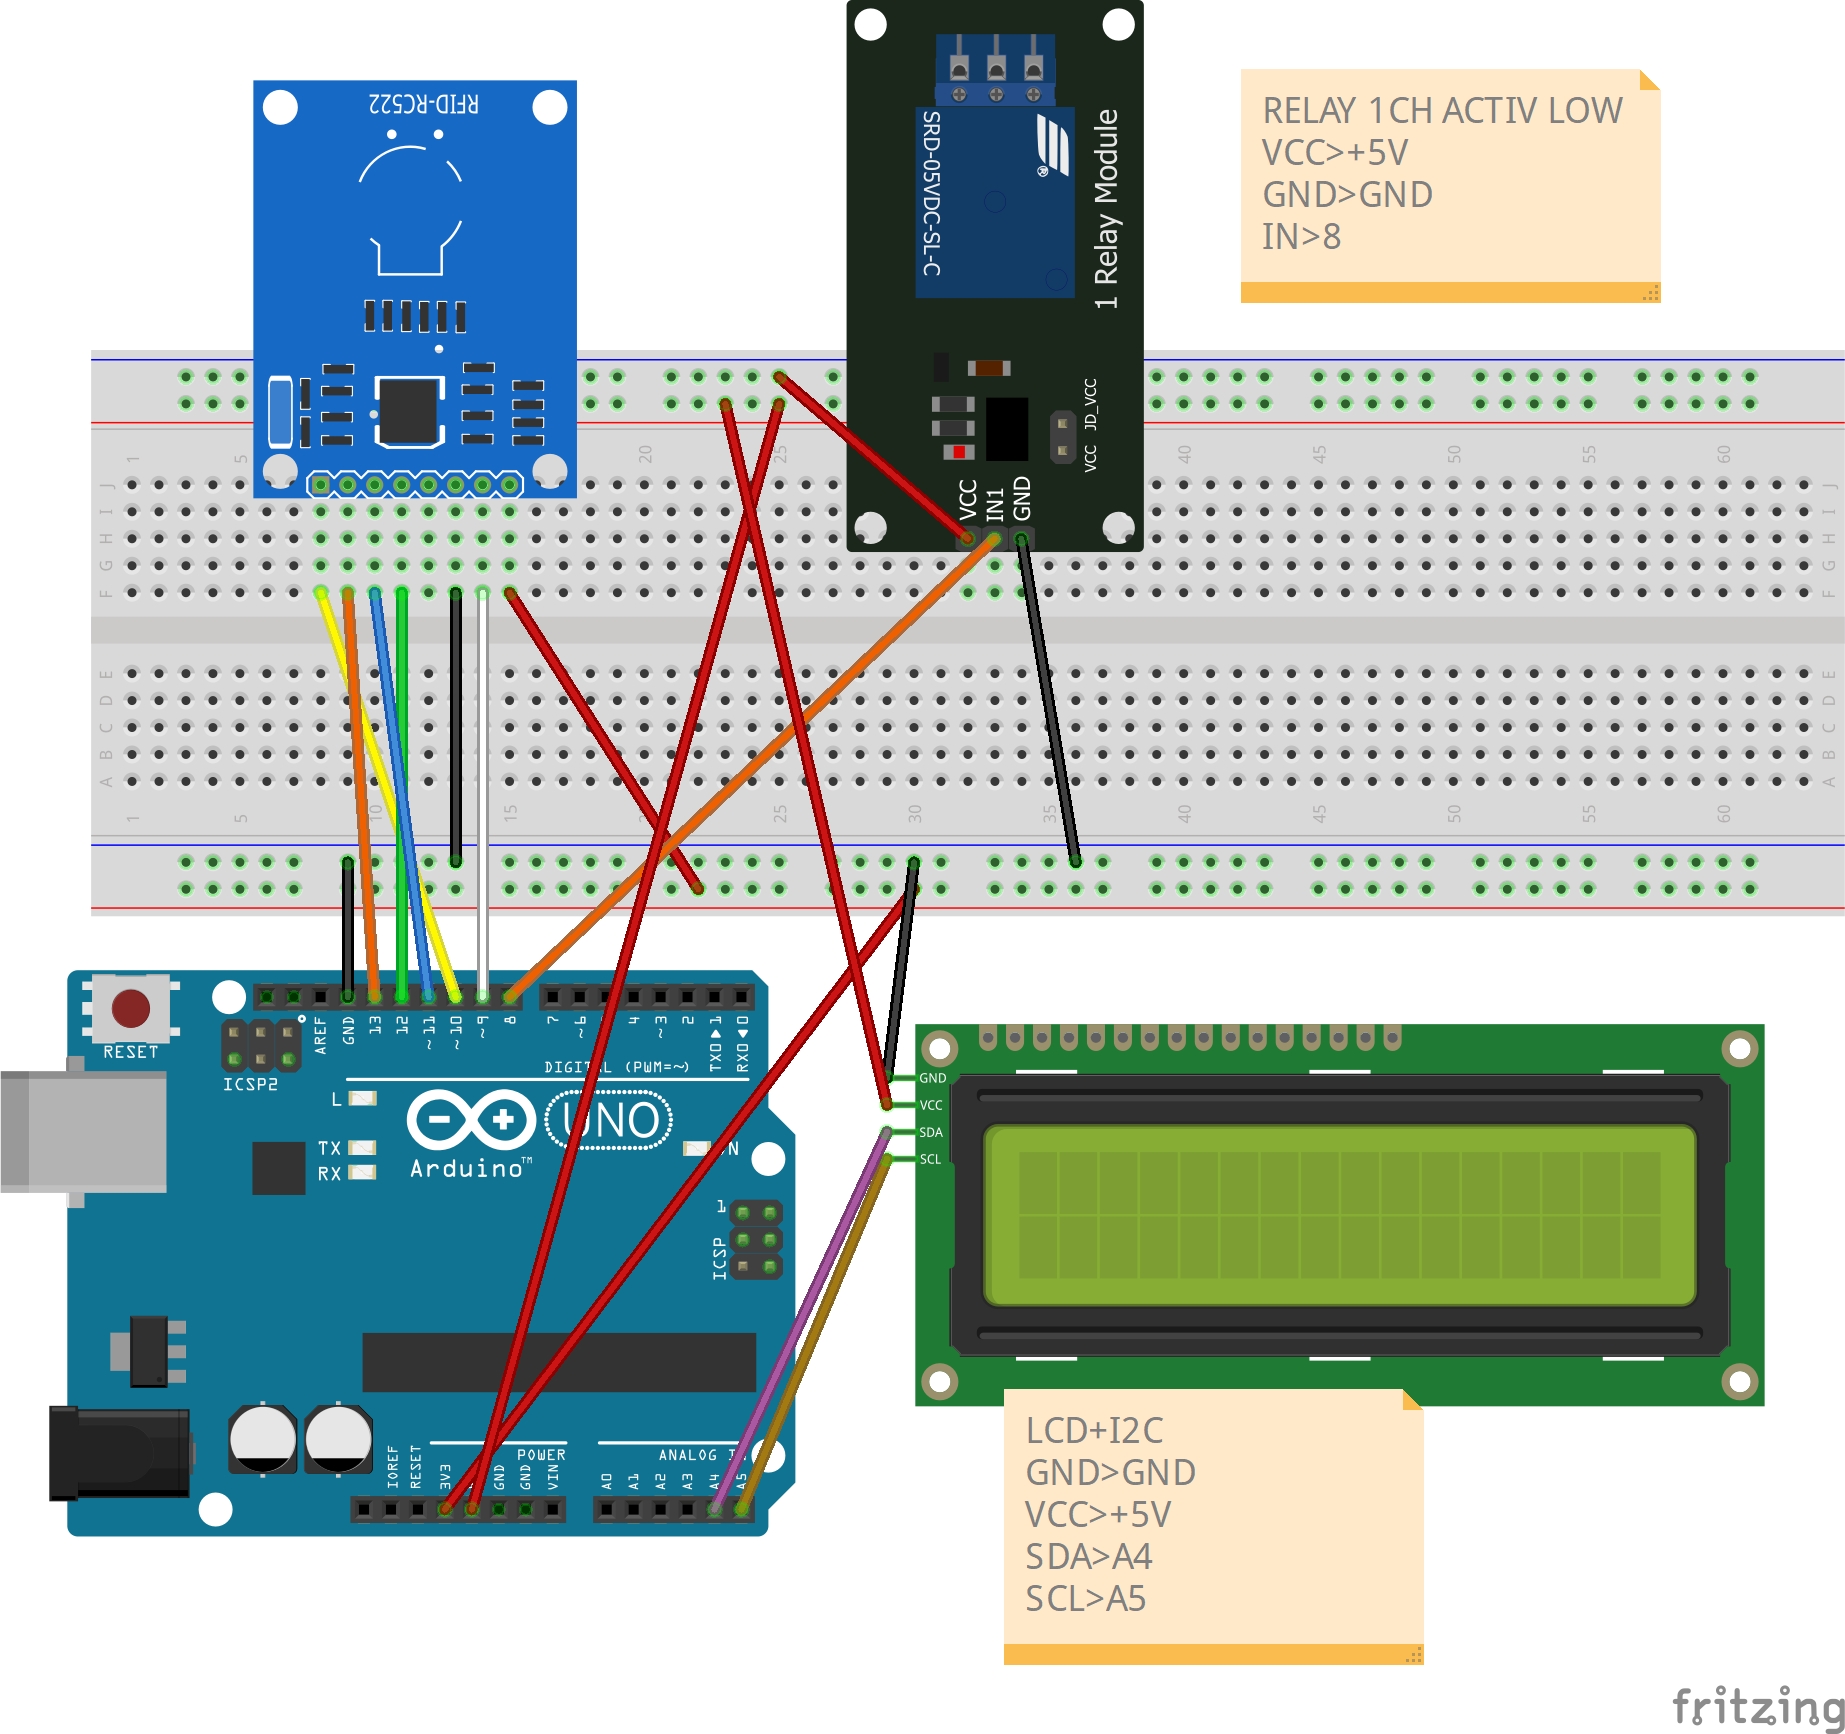 RFID-RC522
SRD-05VDC-SL-C
®
1 Relay Module
JD_VCC
VCC
VCC
IN1
GND
RELAY 1CH ACTIV LOW
VCC>+5V
GND>GND
IN>8
1
5
20
25
40
45
50
55
60
J
I
H
G
F
J
I
H
G
F
E
D
C
B
A
E
D
C
B
A
1
5
10
15
25
30
35
40
45
50
55
60
RESET
ICSP2
AREF
GND
13
12
~11
~10
~9
8
7
~6
4
~3
2
TX0▶1
RX0◀0
DIGITAL (PWM=~)
L
TX
RX
Arduino™
UNO
1
ICSP
IOREF
RESET
3V3
GND
GND
VIN
POWER
ANALOG
A0
A1
A2
A3
A4
A5
GND
VCC
SDA
SCL
LCD+I2C
GND>GND
VCC>+5V
SDA>A4
SCL>A5
fritzing